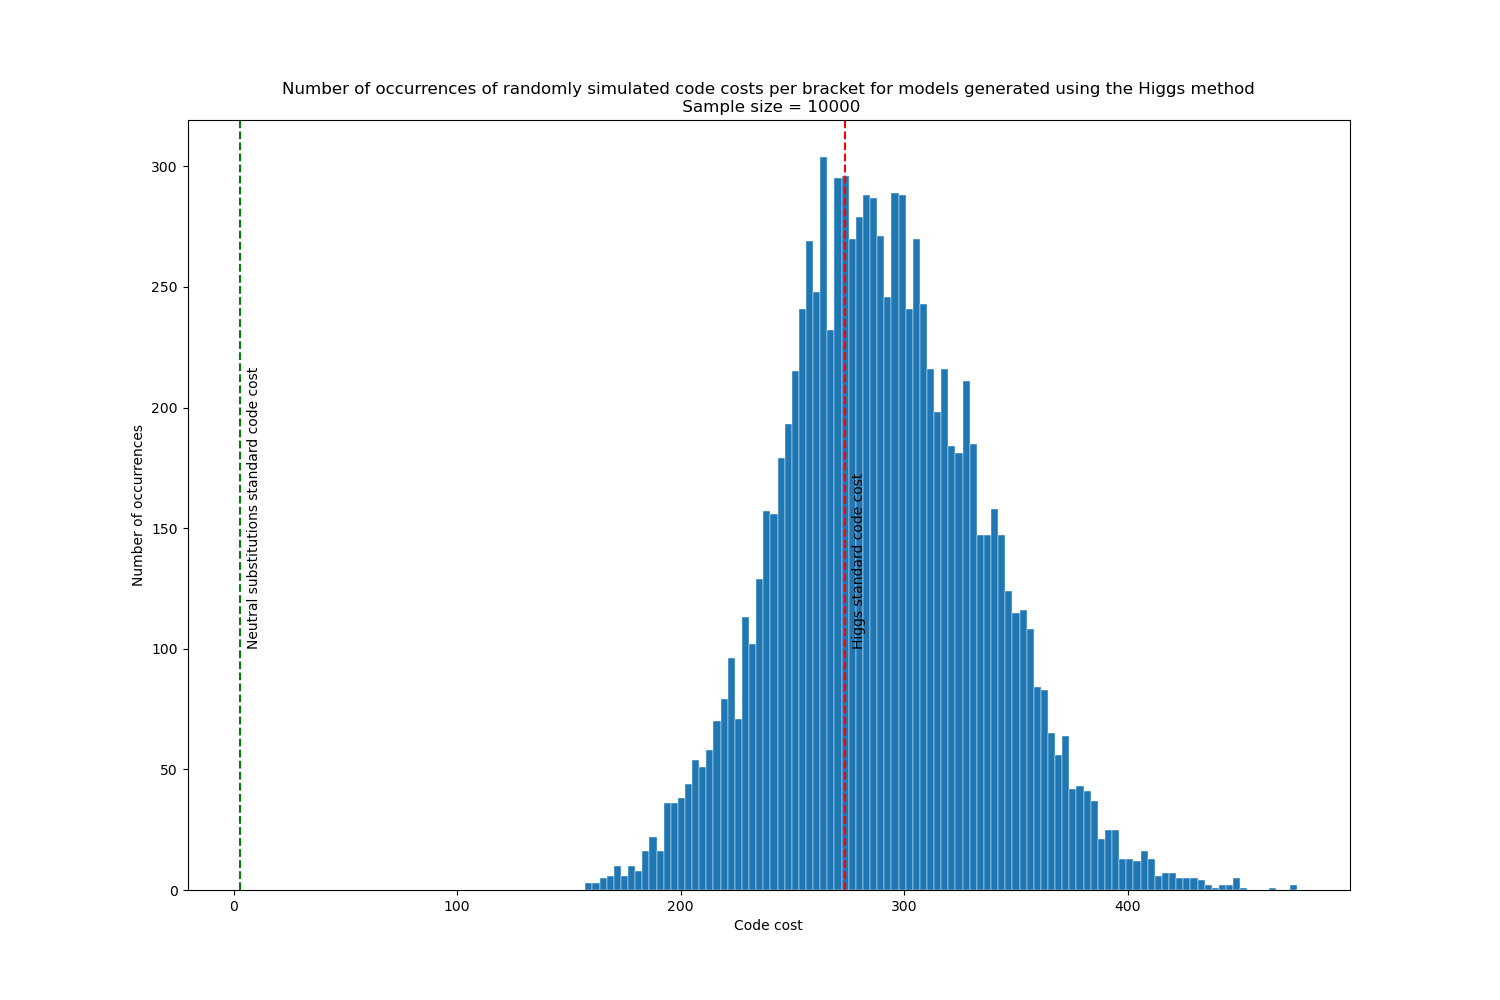 Number of occurrences of randomly simulated code costs per bracket for models generated using the Higgs method
Sample size = 10000
Number of occurrences
300
250
200
150
100
50
0
Neutral substitutions standard code cost
Higgs standard code cost
0
100
200
300
400
Code cost